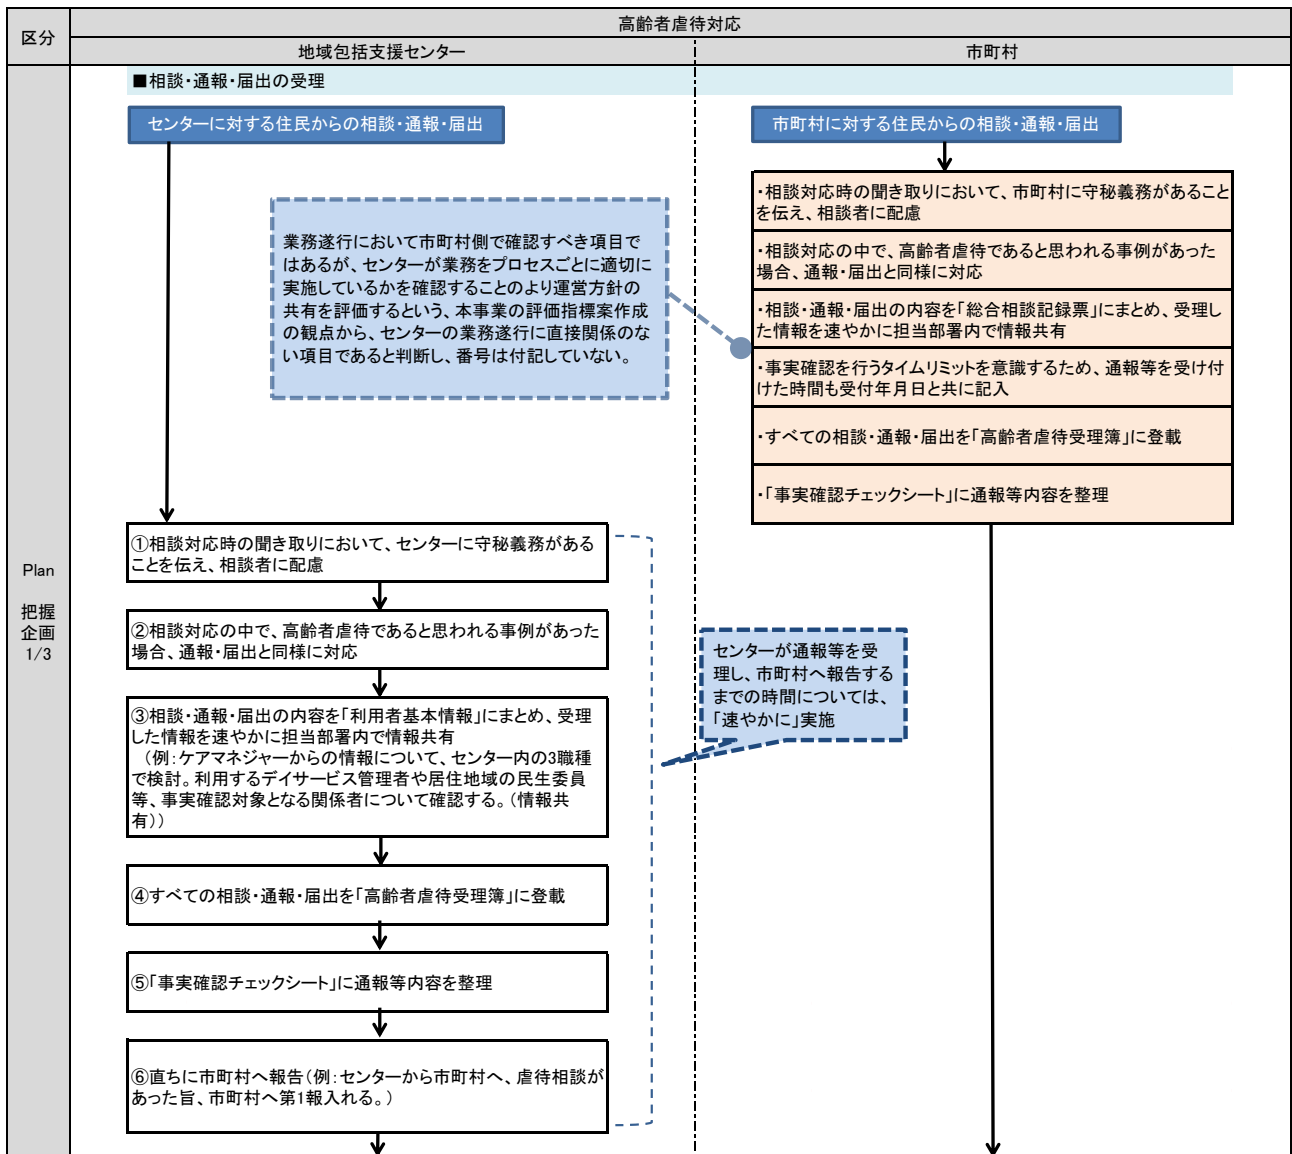 区分
高齢者虐待対応
地域包括支援センター
市町村
Plan
把握
企画
1/3
■相談・通報・届出の受理
センターに対する住民からの相談・通報・届出
市町村に対する住民からの相談・通報・届出
・相談対応時の聞き取りにおいて、市町村に守秘義務があること
を伝え、相談者に配慮
・相談対応の中で、高齢者虐待であると思われる事例があった
場合、通報・届出と同様に対応
・相談・通報・届出の内容を「総合相談記録票」にまとめ、受理し
た情報を速やかに担当部署内で情報共有
・事実確認を行うタイムリミットを意識するため、通報等を受け付
けた時間も受付年月日と共に記入
・すべての相談・通報・届出を「高齢者虐待受理簿」に登載
・「事実確認チェックシート」に通報等内容を整理
業務遂行において市町村側で確認すべき項目で
はあるが、センターが業務をプロセスごとに適切に
実施しているかを確認することのより運営方針の
共有を評価するという、本事業の評価指標案作成
の観点から、センターの業務遂行に直接関係のな
い項目であると判断し、番号は付記していない。
①相談対応時の聞き取りにおいて、センターに守秘義務がある
ことを伝え、相談者に配慮
②相談対応の中で、高齢者虐待であると思われる事例があった
場合、通報・届出と同様に対応
③相談・通報・届出の内容を「利用者基本情報」にまとめ、受理
した情報を速やかに担当部署内で情報共有
（例：ケアマネジャーからの情報について、センター内の3職種
で検討。利用するデイサービス管理者や居住地域の民生委員
等、事実確認対象となる関係者について確認する。（情報共
有））
④すべての相談・通報・届出を「高齢者虐待受理簿」に登載
⑤「事実確認チェックシート」に通報等内容を整理
⑥直ちに市町村へ報告（例：センターから市町村へ、虐待相談が
あった旨、市町村へ第1報入れる。）
センターが通報等を受
理し、市町村へ報告する
までの時間については、
「速やかに」実施